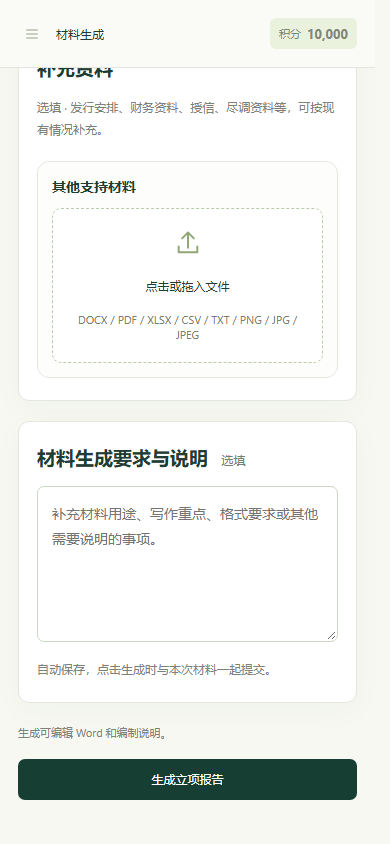 材料生成
积分 10,000
补充资料
选填 · 发行安排、财务资料、授信、尽调资料等，可按现
有情况补充。
其他支持材料
点击或拖入文件
DOCX / PDF / XLSX / CSV / TXT / PNG / JPG /
JPEG
材料生成要求与说明 选填
补充材料用途、写作重点、格式要求或其他
需要说明的事项。
自动保存，点击生成时与本次材料一起提交。
生成可编辑 Word 和编制说明。
生成立项报告